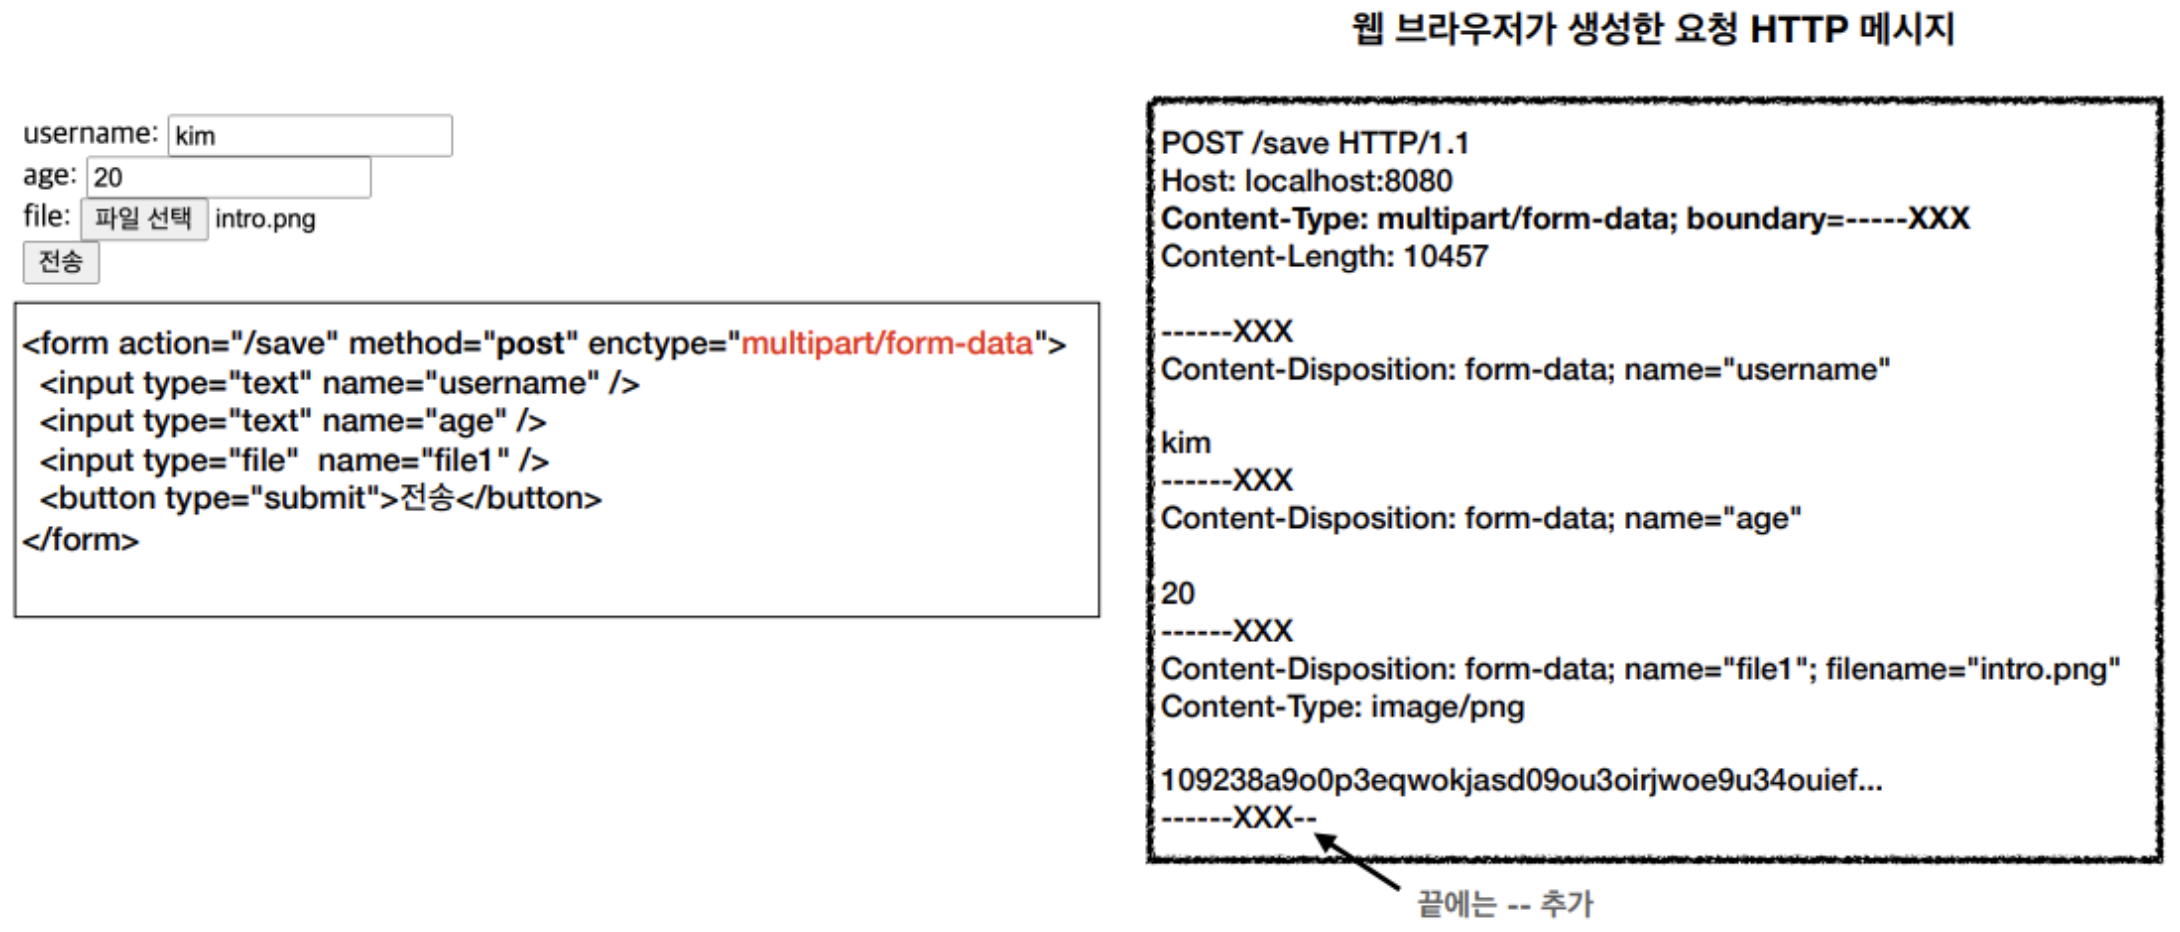 웹 브라우저가 생성한 요청 HTTP 메시지
username: kim
age: 20
file: 파일 선택 intro.png
전송
<form action="/save" method="post" enctype="multipart/form-data">
<input type="text" name="username" />
<input type="text" name="age" />
<input type="file"  name="file1" />
<button type="submit">전송</button>
</form>
POST /save HTTP/1.1
Host: localhost:8080
Content-Type: multipart/form-data; boundary=-----XXX
Content-Length: 10457
------XXX
Content-Disposition: form-data; name="username"
kim
------XXX
Content-Disposition: form-data; name="age"
20
------XXX
Content-Disposition: form-data; name="file1"; filename="intro.png"
Content-Type: image/png
109238a9o0p3eqwokjasd09ou3oirjwoe9u34ouief...
------XXX--
끝에는 -- 추가